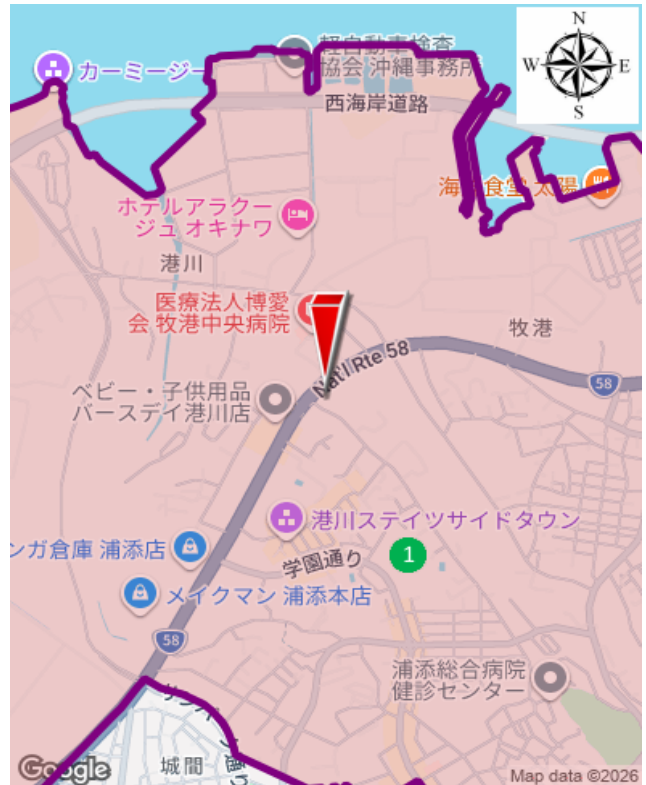 N
W
E
S
カーミージー
軽自動車検査
協会 沖縄事務所
西海岸道路
海
食堂 太陽
ホテルアラクー
ジュ オキナワ
港川
医療法人博愛
会 牧港中央病院
牧港
Nat'l Rte 58
58
ベビー・子供用品
バースデイ港川店
港川ステイツサイドタウン
ンガ倉庫 浦添店
学園通り
1
メイクマン 浦添本店
58
浦添総合病院
健診センター
城間
Google
Map data ©2026